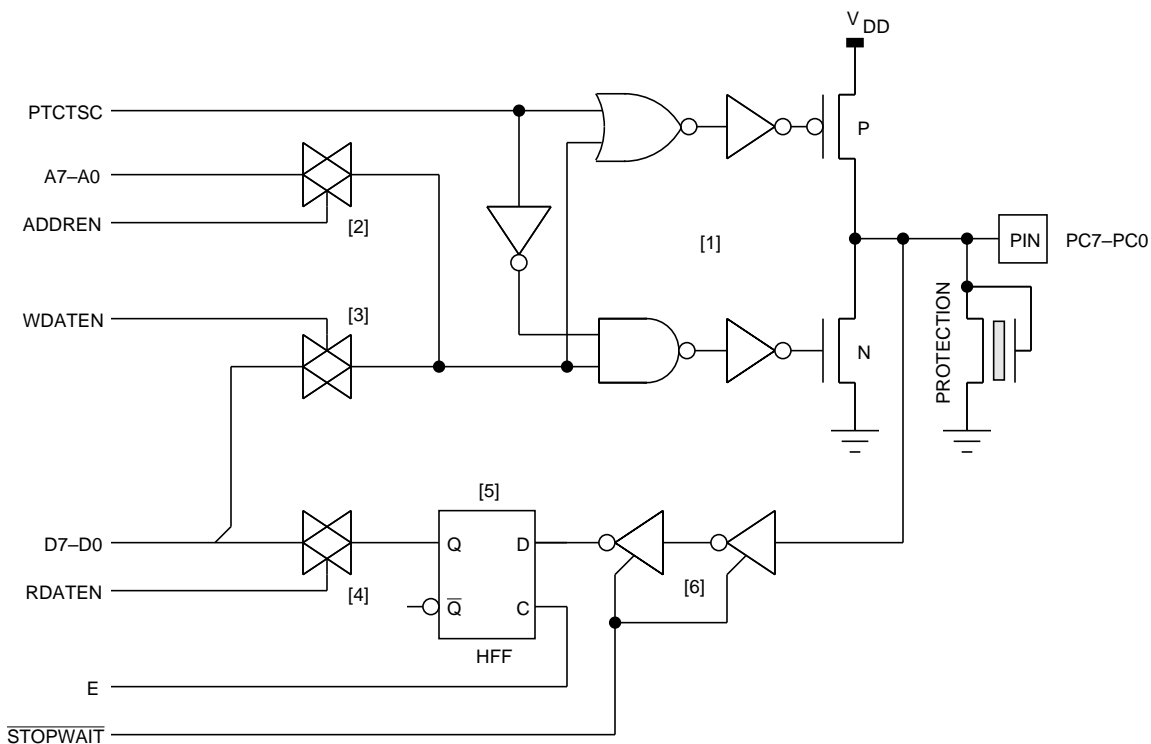 V DD
PTCTSC
P
A7–A0
ADDREN
[2]
[1]
PIN
PC7–PC0
WDATEN
[3]
N
PROTECTION
[5]
D7–D0
Q
D
RDATEN
[4]
Q̅
C
[6]
HFF
E
S̅T̅O̅P̅W̅A̅I̅T̅